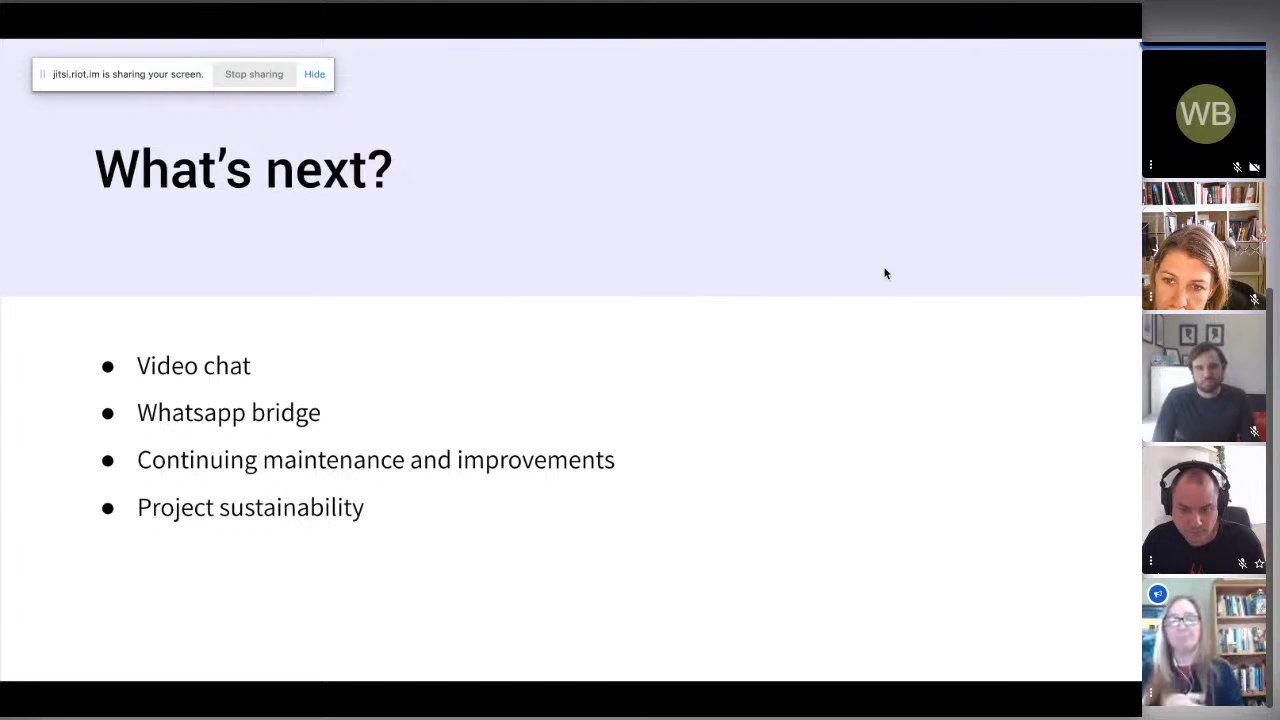 jitsi.riot.im is sharing your screen. Stop sharing Hide
WB
What's next?
● Video chat
● Whatsapp bridge
● Continuing maintenance and improvements
● Project sustainability